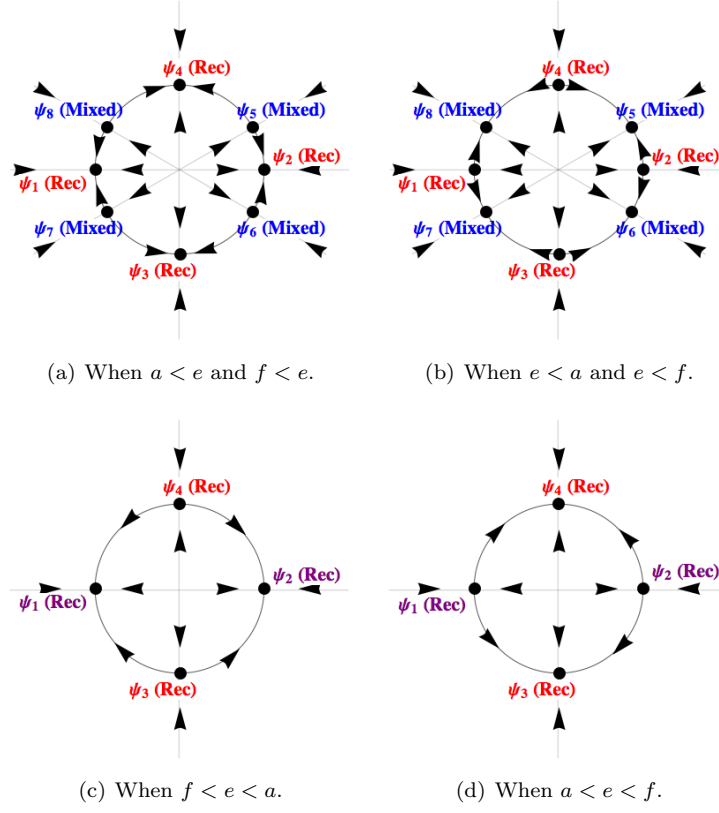 ψ4 (Rec) ψ4 (Rec)
ψ8 (Mixed) ψ5 (Mixed) ψ8 (Mixed) ψ5 (Mixed)
ψ2 (Rec) ψ2 (Rec)
ψ1 (Rec) ψ1 (Rec)
ψ7 (Mixed) ψ6 (Mixed) ψ7 (Mixed) ψ6 (Mixed)
ψ3 (Rec) ψ3 (Rec)
(a) When a < e and f < e. (b) When e < a and e < f.
ψ4 (Rec) ψ4 (Rec)
ψ2 (Rec) ψ2 (Rec)
ψ1 (Rec) ψ1 (Rec)
ψ3 (Rec) ψ3 (Rec)
(c) When f < e < a. (d) When a < e < f.